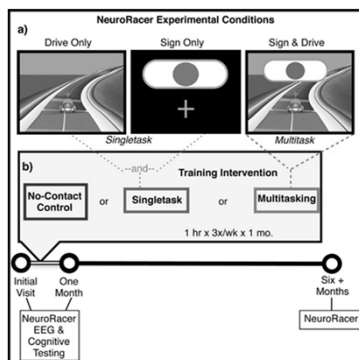 NeuroRacer Experimental Conditions
a)
Drive Only
Sign Only
Sign & Drive
Singletask
Multitask
b)
--and--
Training Intervention
No-Contact
Control
or
Singletask
or
Multitasking
1 hr x 3x/wk x 1 mo.
Initial
Visit
One
Month
Six +
Months
NeuroRacer
EEG &
Cognitive
Testing
NeuroRacer